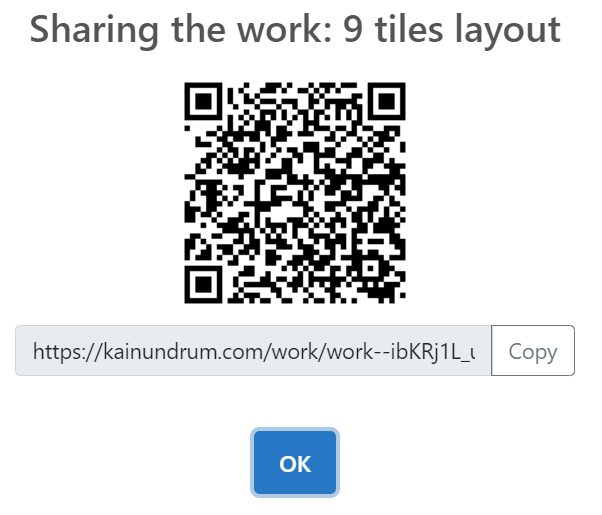 Sharing the work: 9 tiles layout
https://kainundrum.com/work/work--ibKRj1L_
Copy
OK